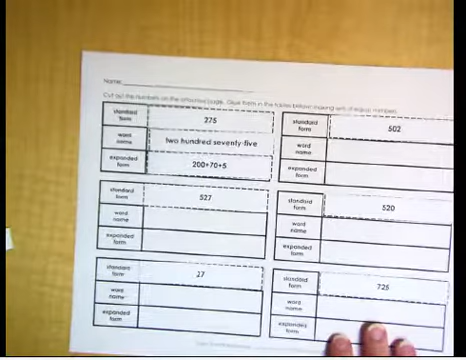 Name:
Cut out the numbers on the attached page. Glue them in the tables below, making sets of equal numbers.
standard form 275
word name two hundred seventy-five
expanded form 200+70+5
standard form 502
word name
expanded form
standard form 527
word name
expanded form
standard form 520
word name
expanded form
standard form 27
word name
expanded form
standard form 725
word name
expanded form